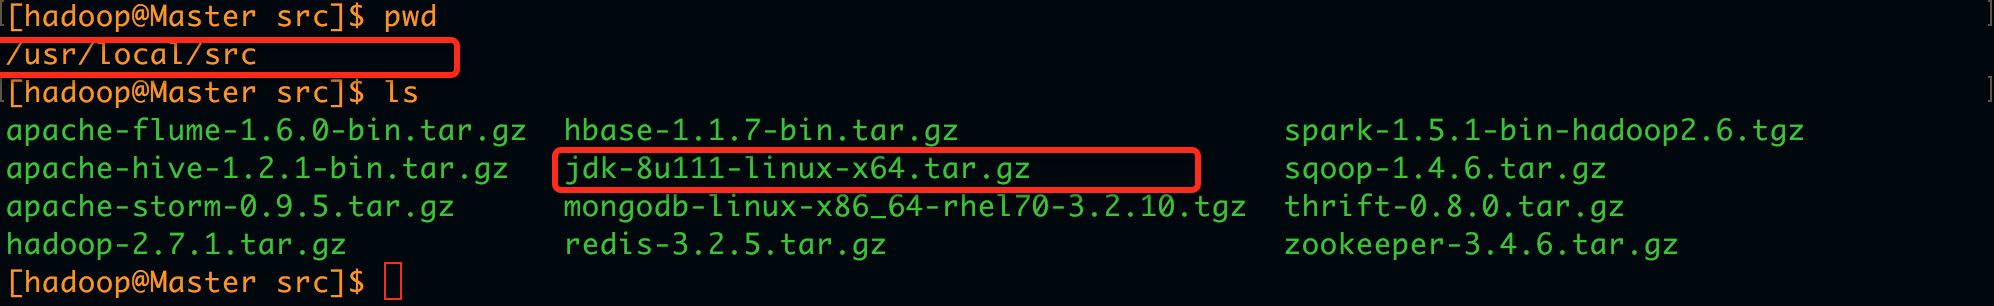 [hadoop@Master src]$ pwd
/usr/local/src
[hadoop@Master src]$ ls
apache-flume-1.6.0-bin.tar.gz  hbase-1.1.7-bin.tar.gz                   spark-1.5.1-bin-hadoop2.6.tgz
apache-hive-1.2.1-bin.tar.gz   jdk-8u111-linux-x64.tar.gz               sqoop-1.4.6.tar.gz
apache-storm-0.9.5.tar.gz      mongodb-linux-x86_64-rhel70-3.2.10.tgz  thrift-0.8.0.tar.gz
hadoop-2.7.1.tar.gz            redis-3.2.5.tar.gz                       zookeeper-3.4.6.tar.gz
[hadoop@Master src]$